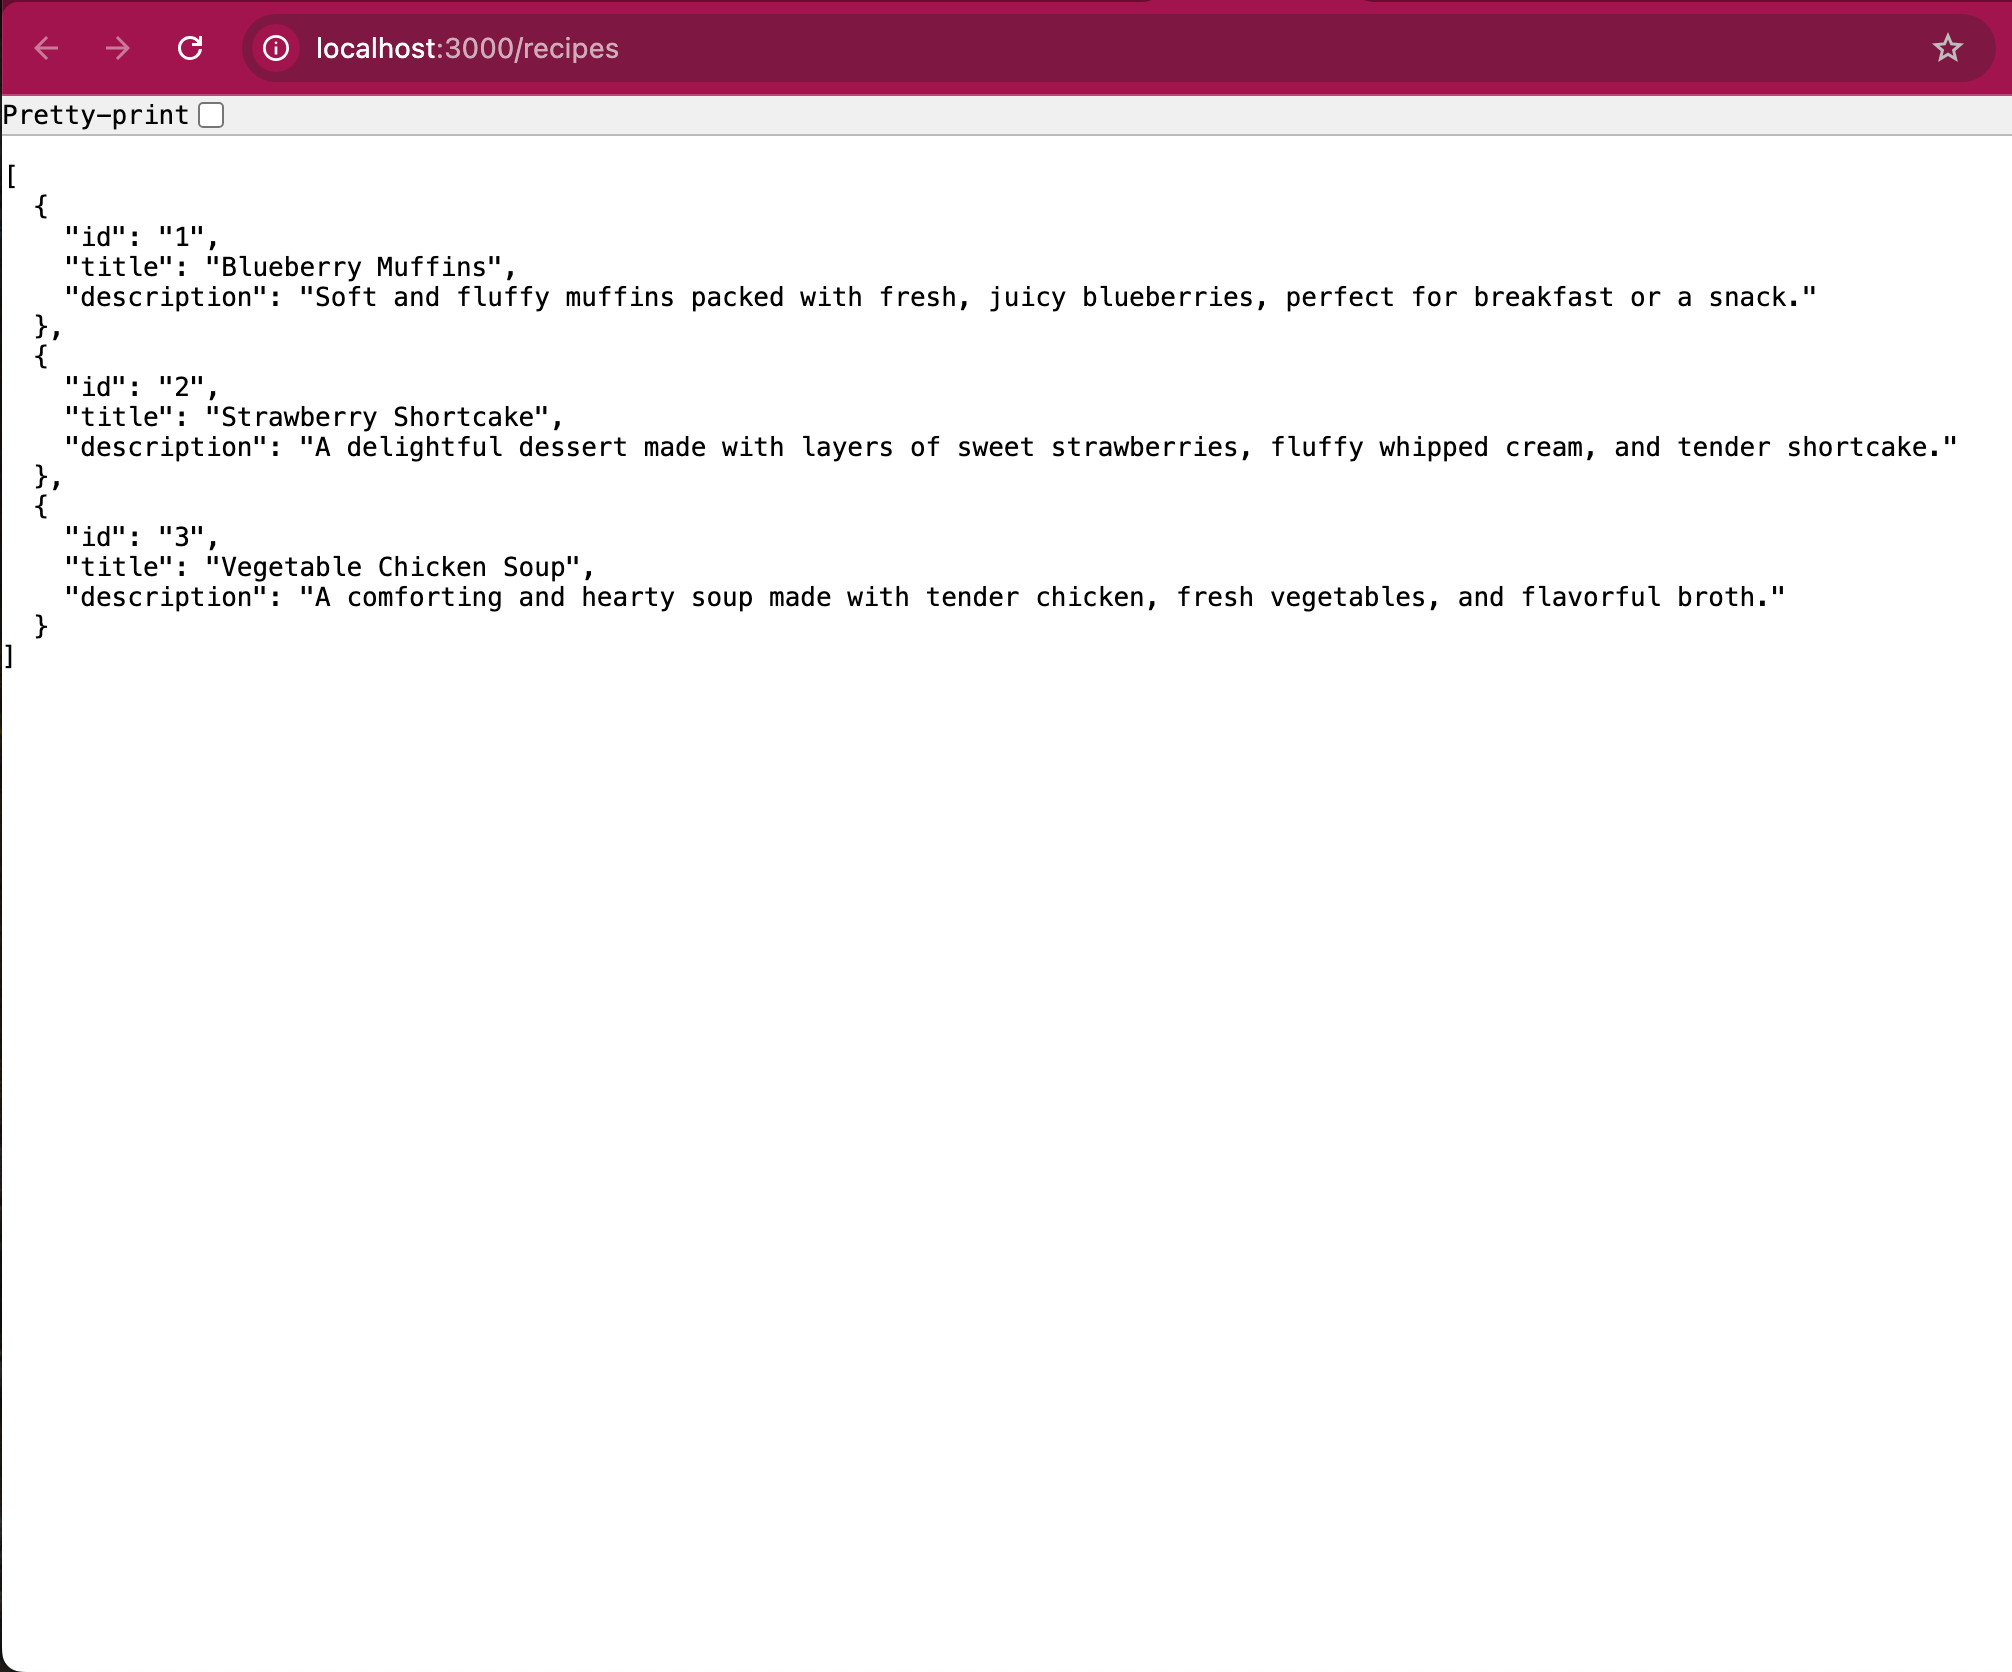 localhost:3000/recipes
Pretty-print
[
  {
    "id": "1",
    "title": "Blueberry Muffins",
    "description": "Soft and fluffy muffins packed with fresh, juicy blueberries, perfect for breakfast or a snack."
  },
  {
    "id": "2",
    "title": "Strawberry Shortcake",
    "description": "A delightful dessert made with layers of sweet strawberries, fluffy whipped cream, and tender shortcake."
  },
  {
    "id": "3",
    "title": "Vegetable Chicken Soup",
    "description": "A comforting and hearty soup made with tender chicken, fresh vegetables, and flavorful broth."
  }
]